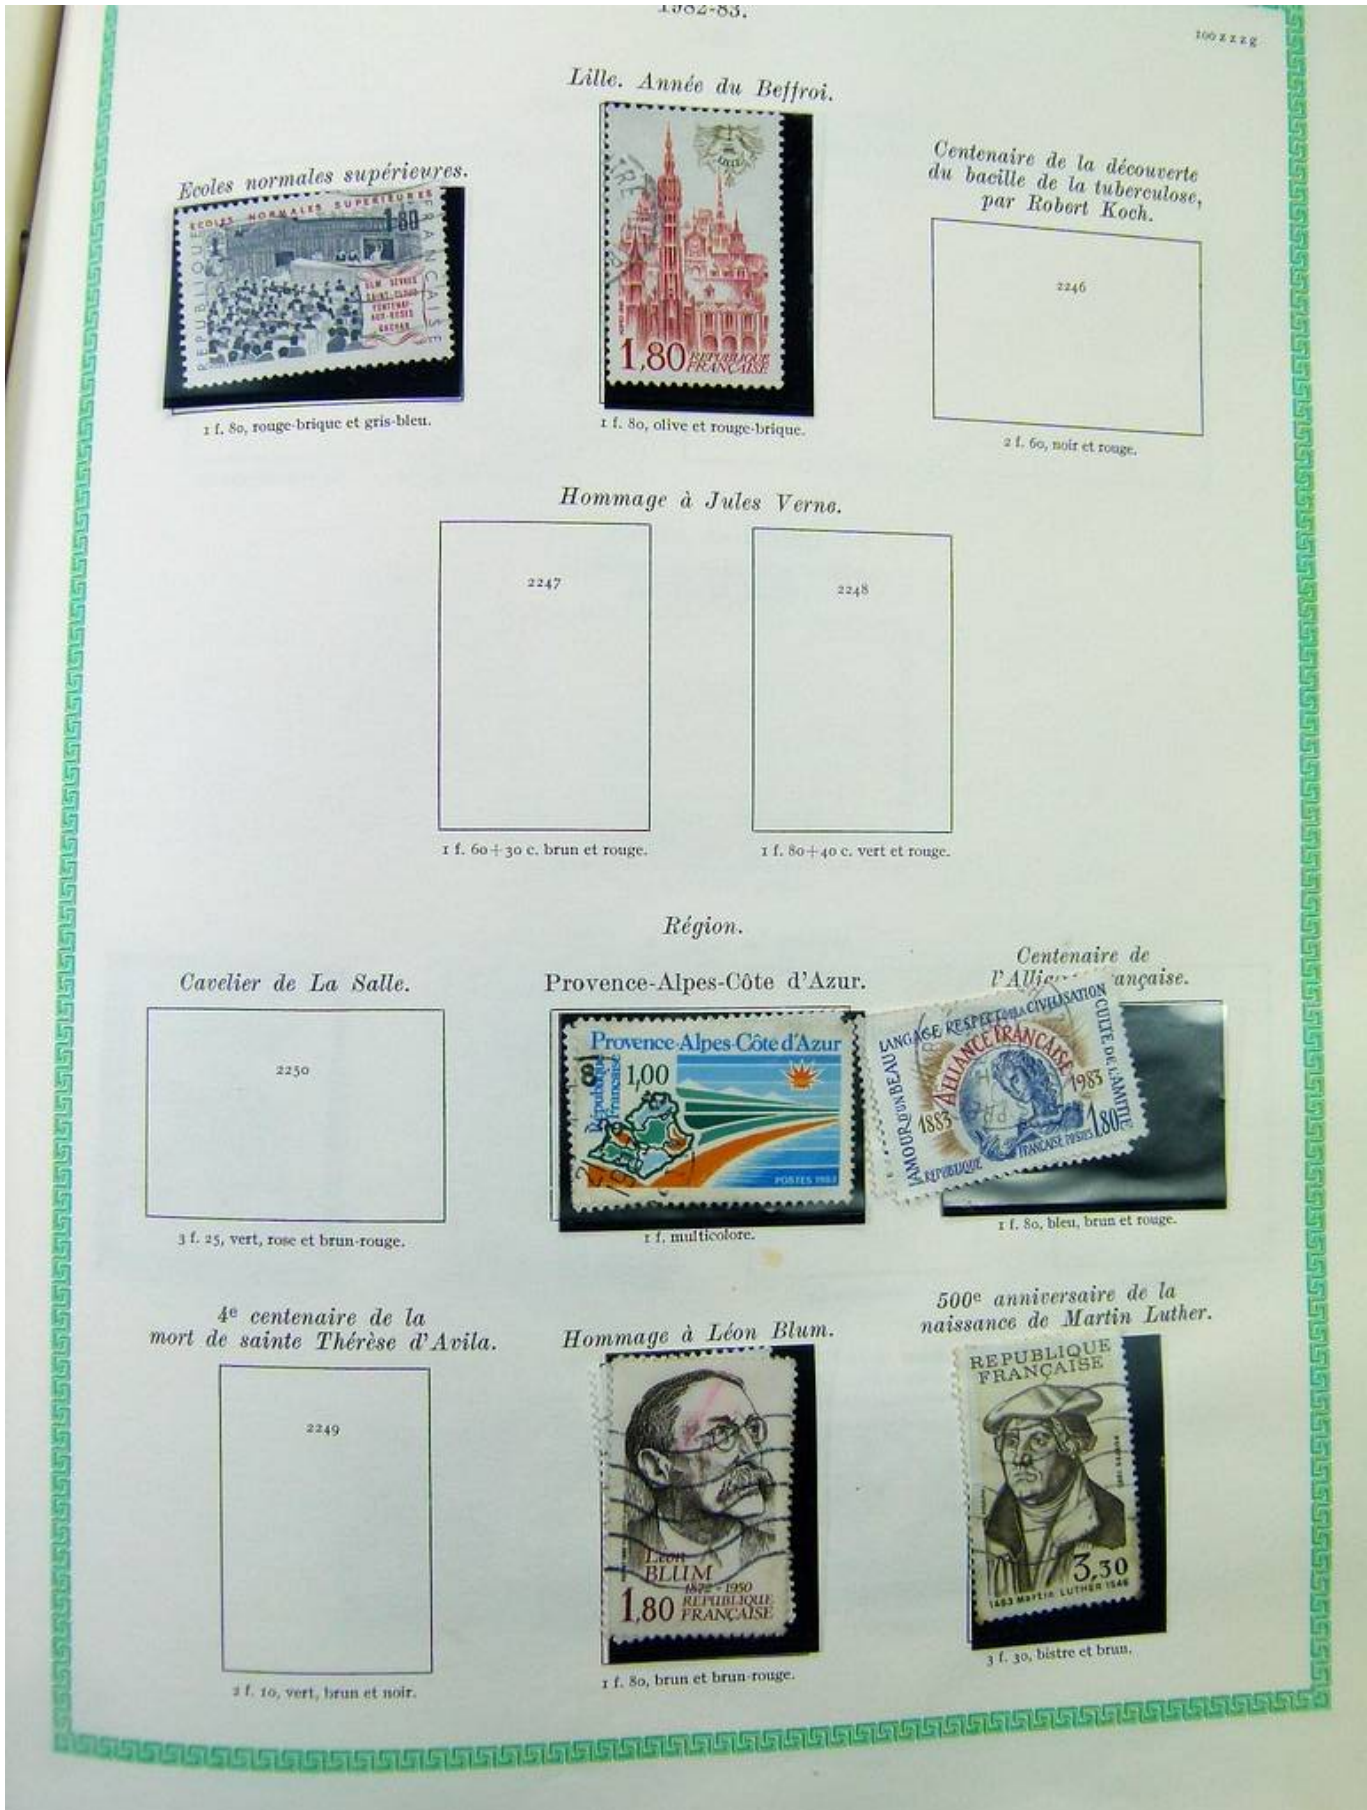 1982-83.
100 z z z g
Lille. Année du Beffroi.
LILLE
1,80 REPUBLIQUE
FRANÇAISE
1 f. 80, olive et rouge-brique.
Ecoles normales supérieures.
ECOLES NORMALES SUPERIEURES
1,80
REPUBLIQUE
FRANCAISE
ULM SEVRES
SAINT-CLOUD
FONTENAY-
AUX-ROSES
CACHAN
1 f. 80, rouge-brique et gris-bleu.
Centenaire de la découverte
du bacille de la tuberculose,
par Robert Koch.
2246
2 f. 60, noir et rouge.
Hommage à Jules Verne.
2247
1 f. 60+30 c. brun et rouge.
2248
1 f. 80+40 c. vert et rouge.
Région.
Cavelier de La Salle.
2250
3 f. 25, vert, rose et brun-rouge.
Provence-Alpes-Côte d'Azur.
Provence-Alpes-Côte d'Azur
République
Française
1,00
POSTES 1983
1 f. multicolore.
Centenaire de
ançaise.
L'AMOUR D'UN BEAU LANGAGE, RESPECT DE LA CIVILISATION CULTE DE L'AMITIE
ALLIANCE FRANÇAISE
1883
1983
REPUBLIQUE FRANÇAISE POSTES 1,80
1 f. 80, bleu, brun et rouge.
4e centenaire de la
mort de sainte Thérèse d'Avila.
2249
2 f. 10, vert, brun et noir.
Hommage à Léon Blum.
Léon
BLUM
1872-1950
1,80 REPUBLIQUE
FRANÇAISE
1 f. 80, brun et brun-rouge.
500e anniversaire de la
naissance de Martin Luther.
REPUBLIQUE
FRANÇAISE
3,30
1483 Martin LUTHER 1546
3 f. 30, bistre et brun.